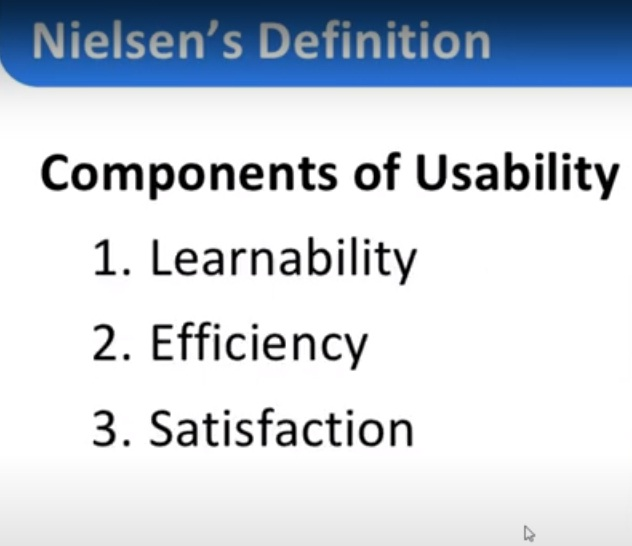 Nielsen’s Definition
Components of Usability
1. Learnability
2. Efficiency
3. Satisfaction